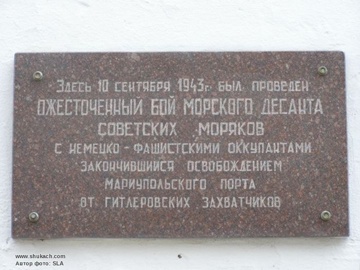 Здесь 10 сентября 1943г. был проведен
ожесточенный бой морского десанта
советских моряков
с немецко-фашистскими оккупантами
закончившийся освобождением
Мариупольского порта
от гитлеровских захватчиков
www.shukach.com
Автор фото: SLA